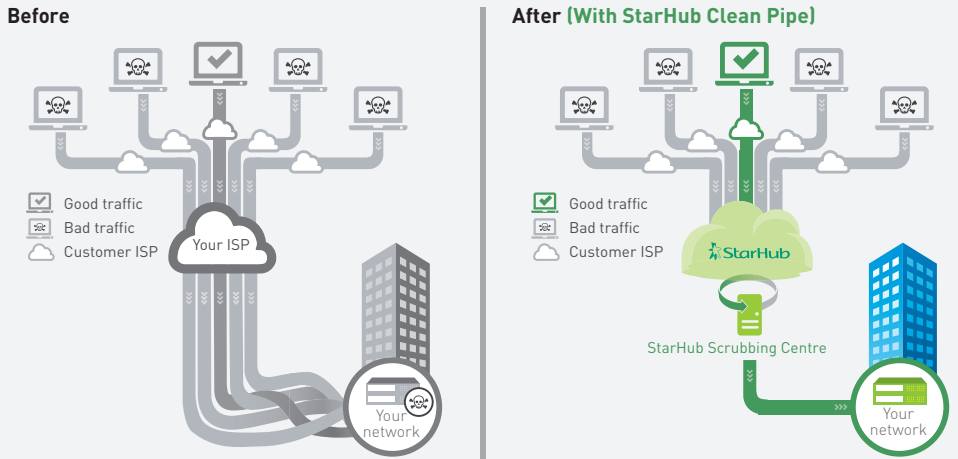 Before
Your ISP
Good traffic
Bad traffic
Customer ISP
Your
network
After (With StarHub Clean Pipe)
StarHub
Good traffic
Bad traffic
Customer ISP
StarHub Scrubbing Centre
Your
network